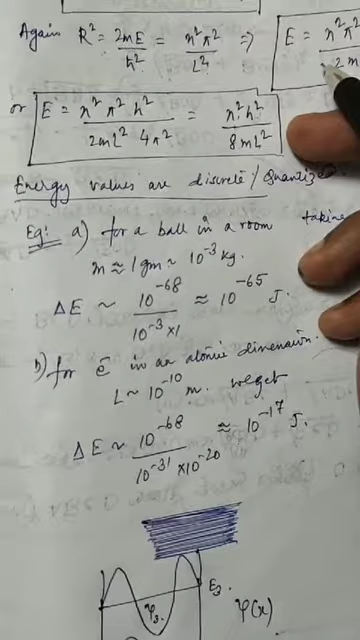 Again R² = 2mE/ħ² = n²π²/L² ⇒ E = n²π²/2m
or E = n²π²h²/2mL² 4π² = n²h²/8mL²
Energy values are discrete/Quantized
Eg: a) for a ball in a room taking
m ≈ 1gm ~ 10⁻³ kg.
ΔE ~ 10⁻⁶⁸/10⁻³×1 ≈ 10⁻⁶⁵ J.
b) for e⁻ in an atomic dimension.
L ~ 10⁻¹⁰ m. we get
ΔE ~ 10⁻⁶⁸/10⁻³¹×10⁻²⁰ ≈ 10⁻¹⁷ J.
E₃.
ψ₃
φ(x)